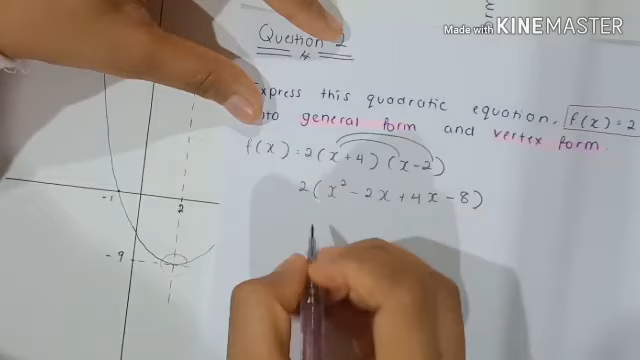 Made with KINEMASTER
Question 2
Express this quadratic equation, f(x) = 2
into general form and vertex form.
f(x) = 2(x+4)(x-2)
2(x² - 2x + 4x - 8)
-1
2
-9